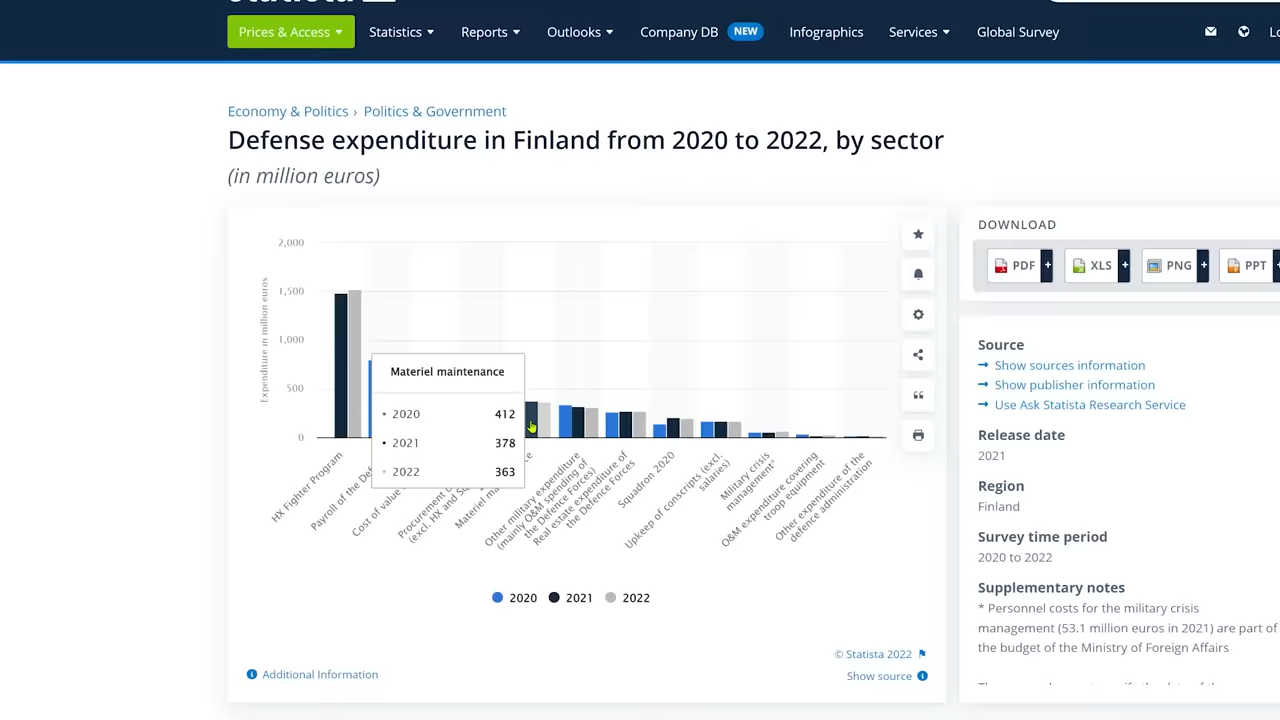 Prices & Access Statistics Reports Outlooks Company DB NEW Infographics Services Global Survey
Economy & Politics › Politics & Government
Defense expenditure in Finland from 2020 to 2022, by sector
(in million euros)
2,000
1,500
1,000
500
0
Expenditure in million euros
Materiel maintenance
• 2020 412
• 2021 378
• 2022 363
HX Fighter Program
Payroll of the Def
Cost of value
Procurement
(excl. HX and
Materiel
Other military expenditure
(mainly O&M spending of
the Defence Forces)
Real estate expenditure of
the Defence Forces
Squadron 2020
Upkeep of conscripts (excl.
salaries)
Military crisis
management*
O&M expenditure covering
troop equipment
Other expenditure of the
defence administration
2020 2021 2022
Additional Information
© Statista 2022
Show source
DOWNLOAD
PDF + XLS + PNG + PPT
Source
Show sources information
Show publisher information
Use Ask Statista Research Service
Release date
2021
Region
Finland
Survey time period
2020 to 2022
Supplementary notes
* Personnel costs for the military crisis
management (53.1 million euros in 2021) are part of
the budget of the Ministry of Foreign Affairs